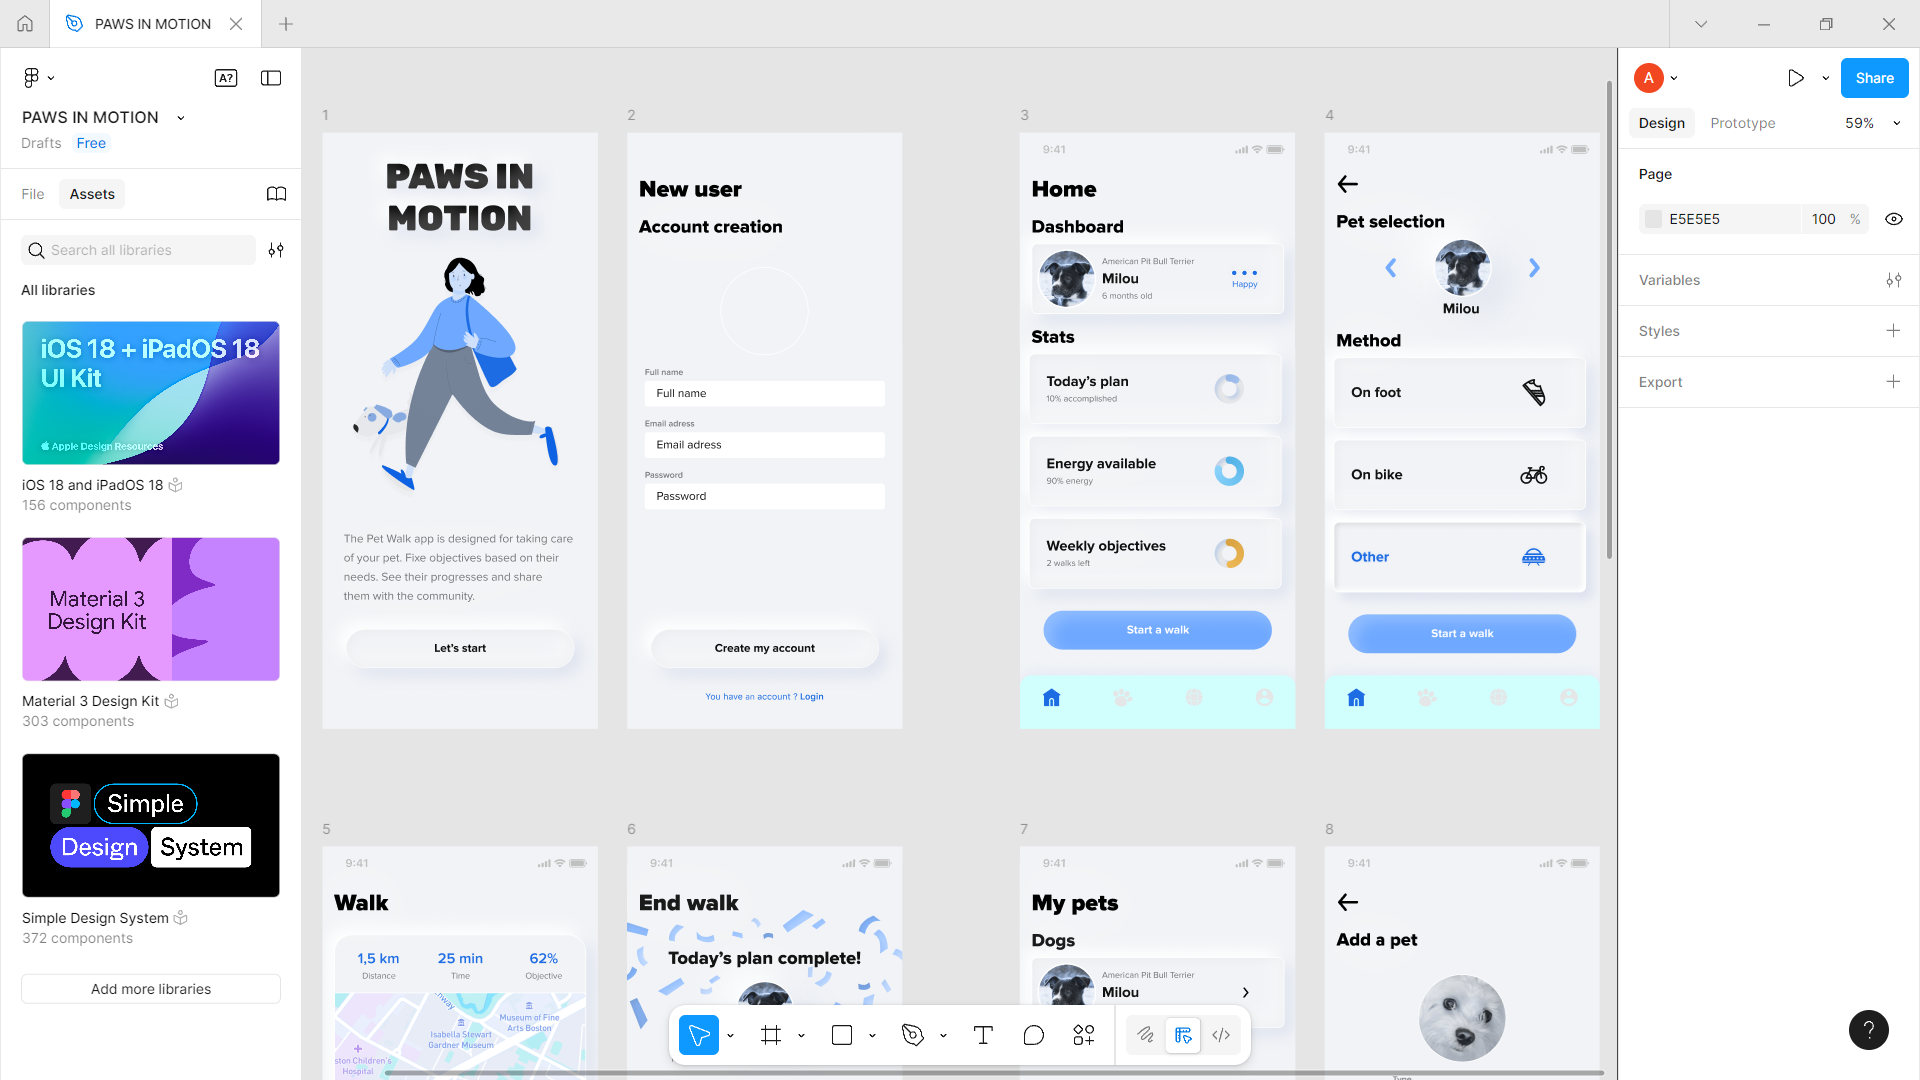 PAWS IN MOTION
A?
PAWS IN MOTION
Drafts Free
File Assets
Search all libraries
All libraries
iOS 18 + iPadOS 18
UI Kit
Apple Design Resources
iOS 18 and iPadOS 18
156 components
Material 3
Design Kit
Material 3 Design Kit
303 components
Simple
Design System
Simple Design System
372 components
Add more libraries
1
PAWS IN
MOTION
The Pet Walk app is designed for taking care
of your pet. Fixe objectives based on their
needs. See their progresses and share
them with the community.
Let's start
2
New user
Account creation
Full name
Full name
Email adress
Email adress
Password
Password
Create my account
You have an account ? Login
3
9:41
Home
Dashboard
American Pit Bull Terrier
Milou
6 months old
Happy
Stats
Today's plan
10% accomplished
Energy available
90% energy
Weekly objectives
2 walks left
Start a walk
4
9:41
Pet selection
Milou
Method
On foot
On bike
Other
Start a walk
5
9:41
Walk
1,5 km 25 min 62%
Distance Time Objective
Museum of Fine
Arts Boston
Isabella Stewart
Gardner Museum
ston Children's
Hospital
6
9:41
End walk
Today's plan complete!
7
9:41
My pets
Dogs
American Pit Bull Terrier
Milou
8
9:41
Add a pet
A
Share
Design Prototype 59%
Page
E5E5E5 100 %
Variables
Styles
Export
?